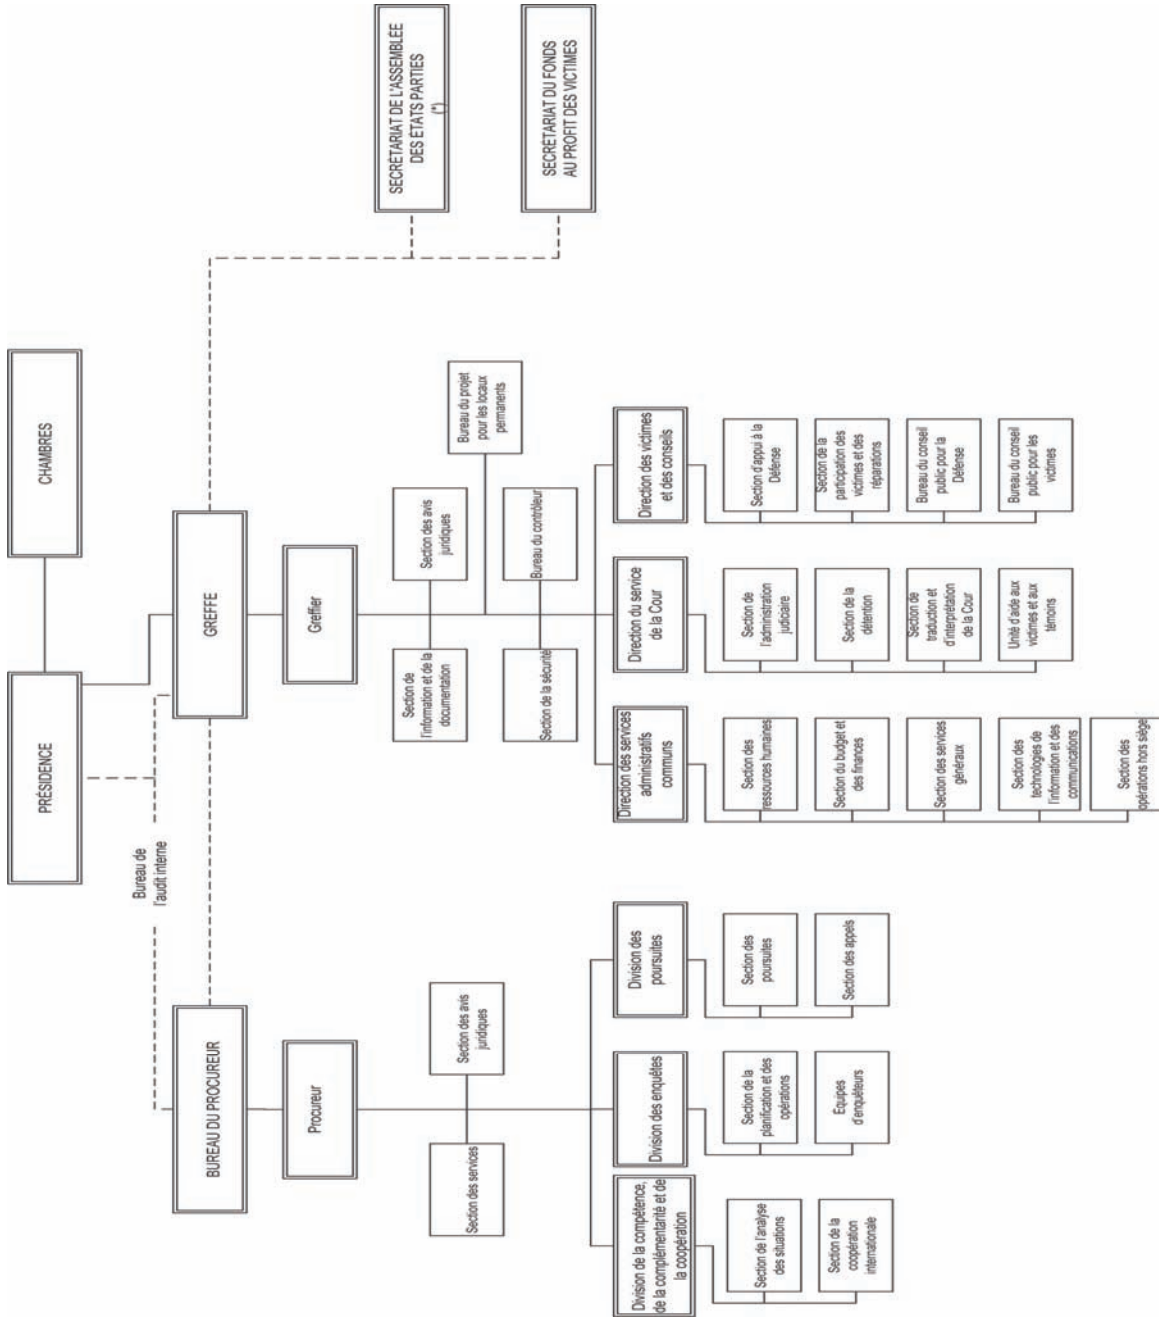 PRÉSIDENCE
CHAMBRES
Bureau de
l'audit interne
BUREAU DU PROCUREUR
GREFFE
SECRÉTARIAT DE L'ASSEMBLÉE
DES ÉTATS PARTIES
(*)
SECRÉTARIAT DU FONDS
AU PROFIT DES VICTIMES
Procureur
Greffier
Section des services
Section des avis
juridiques
Section de
l'information et de la
documentation
Section des avis
juridiques
Bureau du projet
pour les locaux
permanents
Section de la sécurité
Bureau du contrôleur
Division de la compétence,
de la complémentarité et de
la coopération
Section de l'analyse
des situations
Section de la
coopération
internationale
Division des enquêtes
Section de la
planification et des
opérations
Equipes
d'enquêteurs
Division des
poursuites
Section des
poursuites
Section des appels
Direction des services
administratifs
communs
Section des
ressources humaines
Section du budget et
des finances
Section des services
généraux
Section des
technologies de
l'information et des
communications
Section des
opérations hors siège
Direction du service
de la Cour
Section de
l'administration
judiciaire
Section de la
détention
Section de
traduction et
d'interprétation
de la Cour
Unité d'aide aux
victimes et aux
témoins
Direction des victimes
et des conseils
Section d'appui à la
Défense
Section de la
participation des
victimes et des
réparations
Bureau du conseil
public pour la
Défense
Bureau du conseil
public pour les
victimes